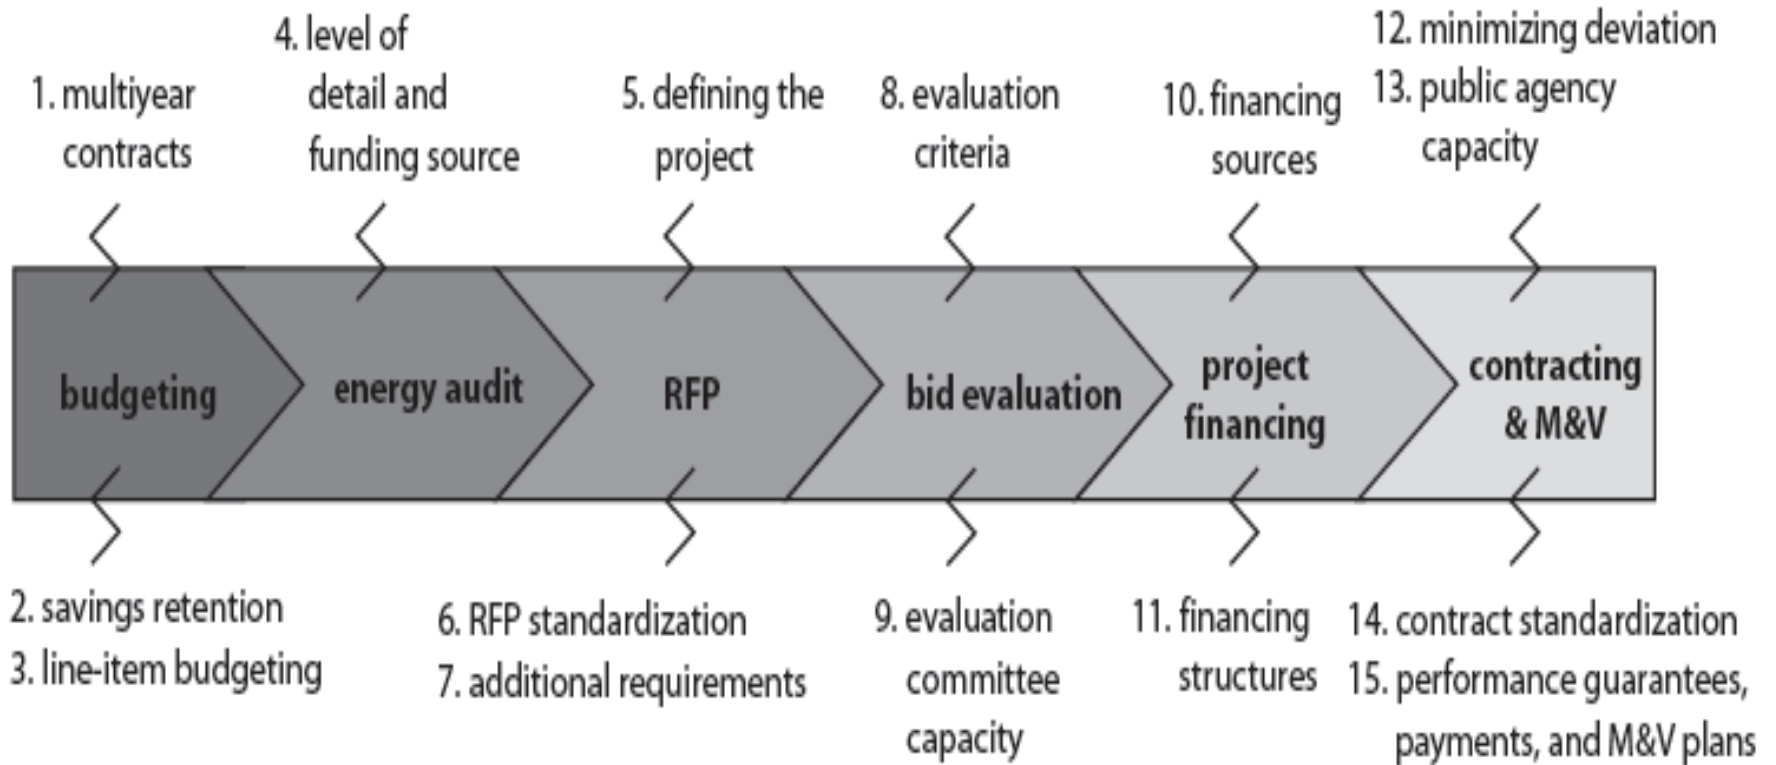 1. multiyear
contracts
4. level of
detail and
funding source
5. defining the
project
8. evaluation
criteria
10. financing
sources
12. minimizing deviation
13. public agency
capacity
budgeting
energy audit
RFP
bid evaluation
project
financing
contracting
& M&V
2. savings retention
3. line-item budgeting
6. RFP standardization
7. additional requirements
9. evaluation
committee
capacity
11. financing
structures
14. contract standardization
15. performance guarantees,
payments, and M&V plans